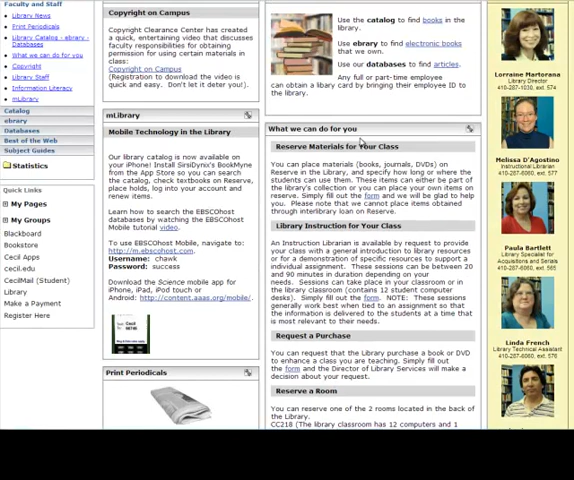 Faculty and Staff
Library News
Print Periodicals
Library Catalog - ebrary -
Databases
What we can do for you
Copyright
Library Staff
Information Literacy
mLibrary
Catalog
ebrary
Databases
Best of the Web
Subject Guides
Statistics
Quick Links
My Pages
My Groups
Blackboard
Bookstore
Cecil Apps
cecil.edu
CecilMail (Student)
Library
Make a Payment
Register Here
Copyright on Campus
Copyright Clearance Center has
created a quick, entertaining video that discusses
faculty responsibilities for obtaining
permission for using certain materials in
class:
Copyright on Campus
(Registration to download the video is
quick and easy. Don't let it deter you!).
mLibrary
Mobile Technology in the Library
Our library catalog is now available on
your iPhone! Install SirsiDynix's BookMyne
from the App Store so you can search
the catalog, check textbooks on Reserve,
place holds, log into your account and
renew items.
Learn how to search the EBSCOhost
databases by watching the EBSCOhost
Mobile tutorial video.
To use EBSCOhost Mobile, navigate to:
http://m.ebscohost.com.
Username: chawk
Password: success
Download the Science mobile app for
iPhone, iPad, iPod touch or
Android: http://content.aaas.org/mobile/.
Print Periodicals
Use the catalog to find books in the
library.
Use ebrary to find electronic books
that we own.
Use our databases to find articles.
Any full or part-time employee
can obtain a libary card by bringing their employee ID to
the library.
What we can do for you
Reserve Materials for Your Class
You can place materials (books, journals, DVDs) on
Reserve in the Library, and specify how long or where the
students can use them. These items can either be part of
the library's collection or you can place your own items on
reserve. Simply fill out the form and we will be glad to help
you. Please note that we cannot place items obtained
through interlibrary loan on Reserve.
Library Instruction for Your Class
An Instruction Librarian is available by request to provide
your class with a general introduction to library resources
or for a demonstration of specific resources to support a
individual assignment. These sessions can be between 20
and 90 minutes in duration depending on your
needs. Sessions can take place in your classroom or in
the library classroom (contains 12 student computer
desks). Simply fill out the form. NOTE: These sessions
generally work best when tied to an assignment, so that
the information is delivered to the students at a time that
is most relevant to their work.
Request a Purchase
You can request that the Library purchase a book or DVD
to enhance a class you are teaching. Simply fill out
the form and the Director of Library Services will make a
decision about your request.
Reserve a Room
You can reserve one of the 2 rooms located in the back of
the Library.
CC218 (The library classroom has 12 computers and 1
Lorraine Martorana
Library Director
410-287-1030, ext. 574
Melissa D'Agostino
Instructional Librarian
410-287-6060, ext. 577
Paula Bartlett
Library Specialist for
Acquisitions and Serials
410-287-6060, ext. 565
Linda French
Library Technical Assistant
410-287-6060, ext. 576